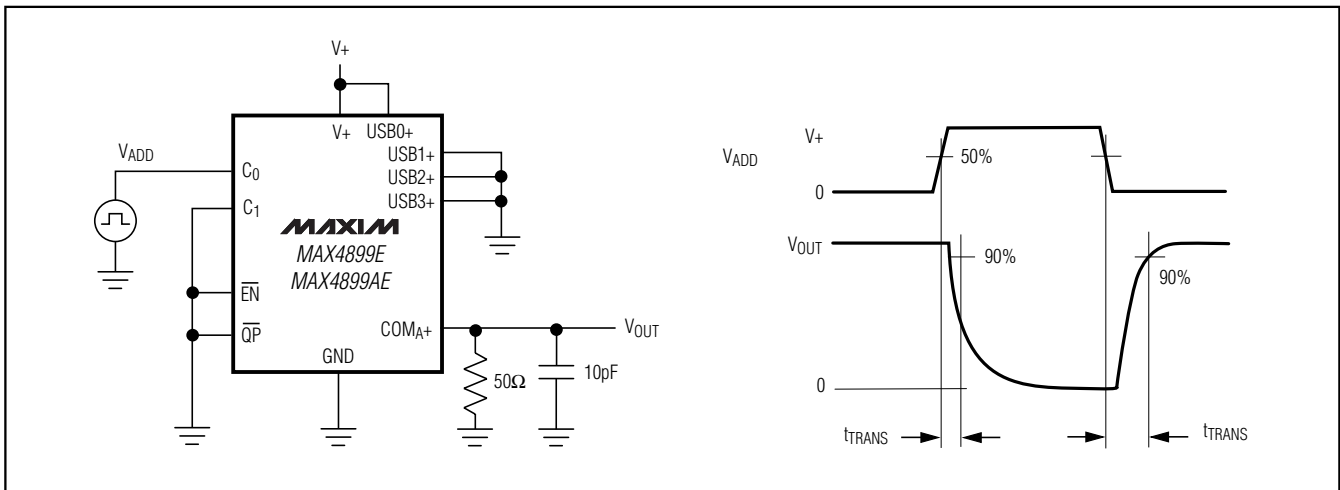 V+
V+
USB0+
USB1+
USB2+
USB3+
VADD
C0
C1
MAXIM
MAX4899E
MAX4899AE
EN
QP
COMA+
GND
VOUT
50Ω
10pF
V+
VADD
50%
0
VOUT
90%
90%
0
tTRANS
tTRANS